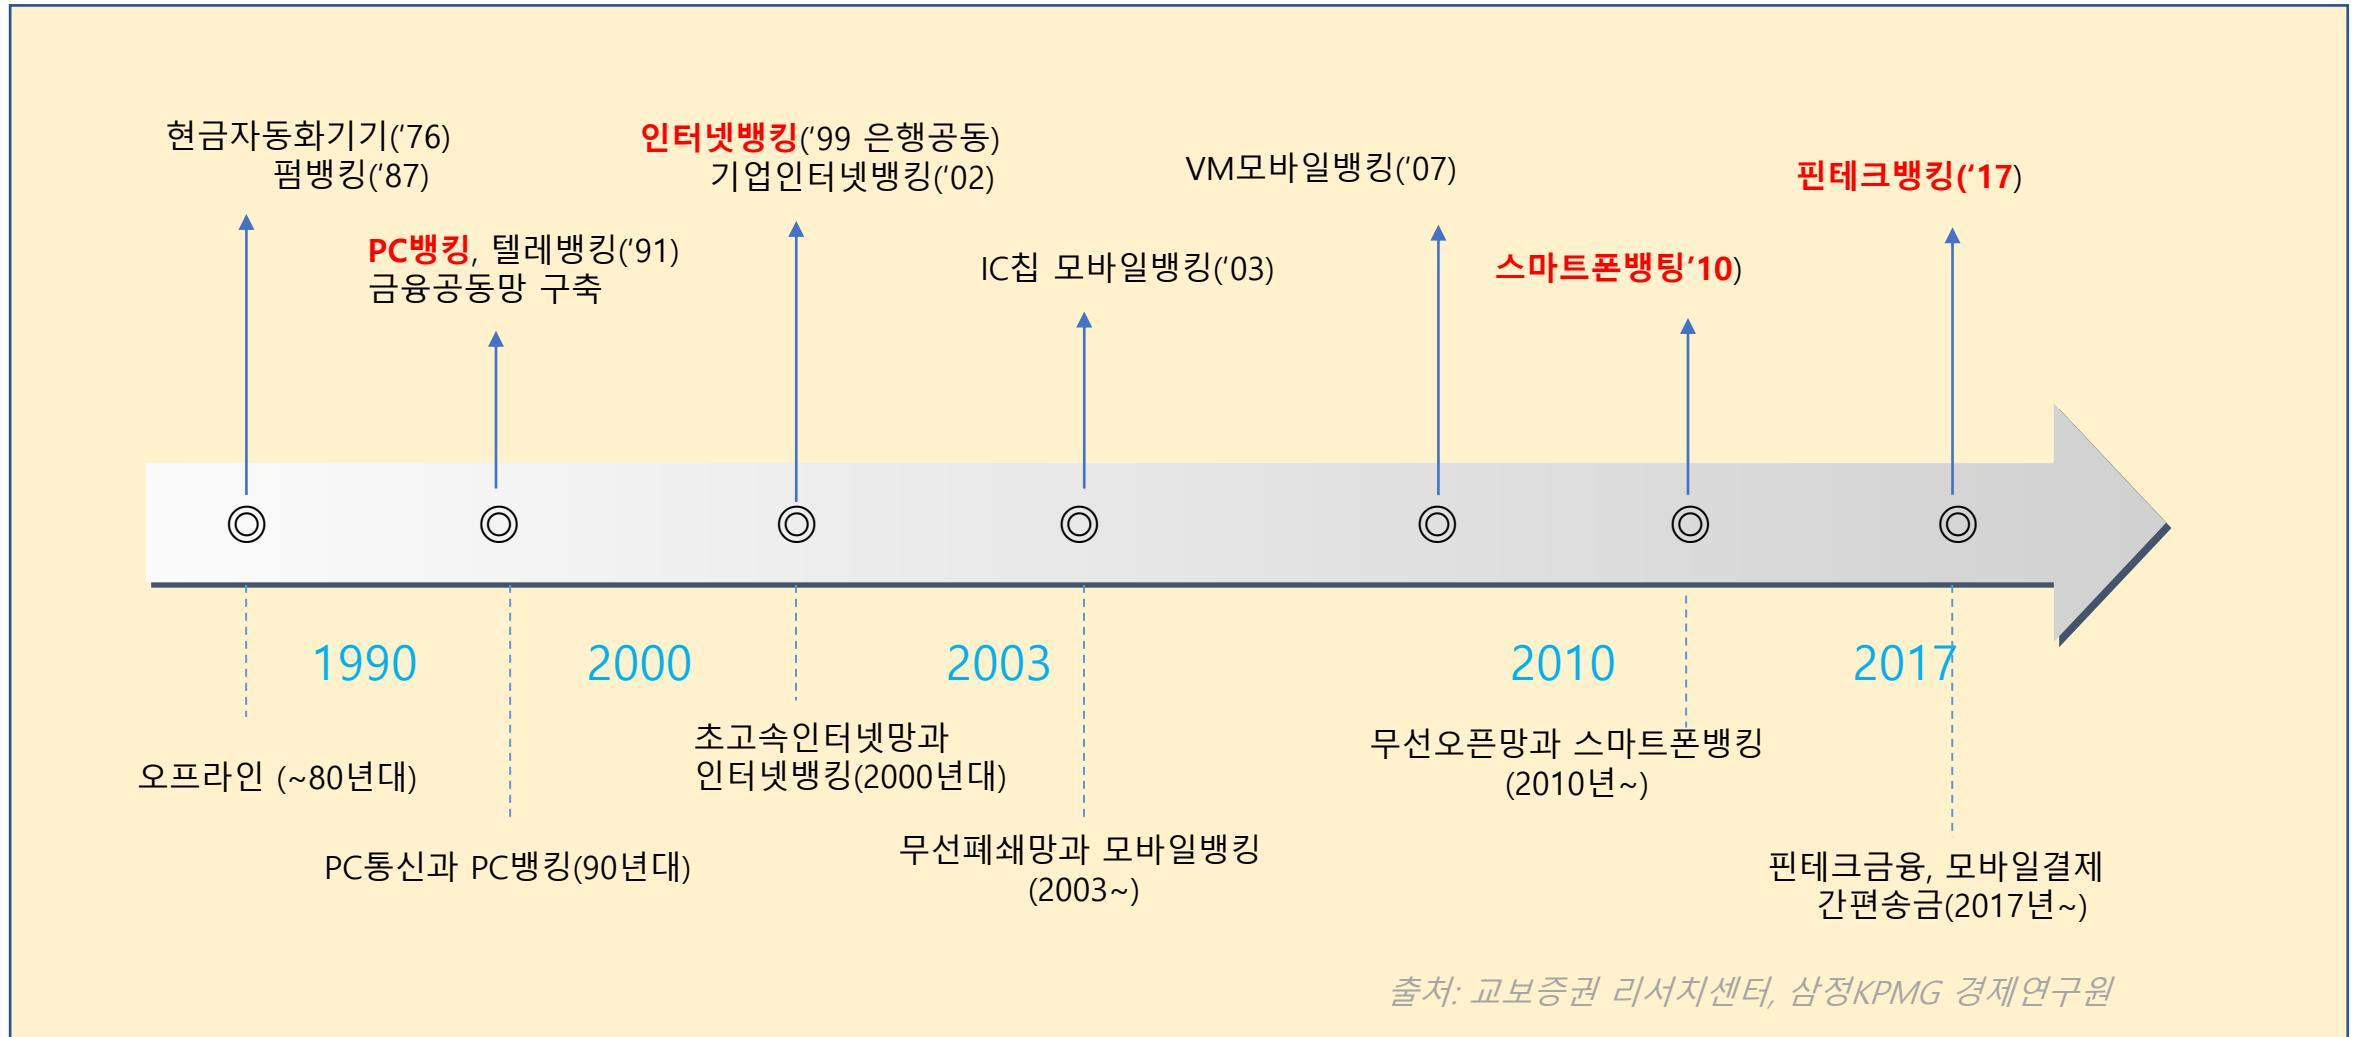 현금자동화기기(‘76)
펌뱅킹(‘87)
PC뱅킹, 텔레뱅킹(‘91)
금융공동망 구축
인터넷뱅킹(‘99 은행공동)
기업인터넷뱅킹(‘02)
IC칩 모바일뱅킹(‘03)
VM모바일뱅킹(‘07)
스마트폰뱅팅’10)
핀테크뱅킹(‘17)
1990
2000
2003
2010
2017
오프라인 (~80년대)
PC통신과 PC뱅킹(90년대)
초고속인터넷망과
인터넷뱅킹(2000년대)
무선폐쇄망과 모바일뱅킹
(2003~)
무선오픈망과 스마트폰뱅킹
(2010년~)
핀테크금융, 모바일결제
간편송금(2017년~)
출처: 교보증권 리서치센터, 삼정KPMG 경제연구원